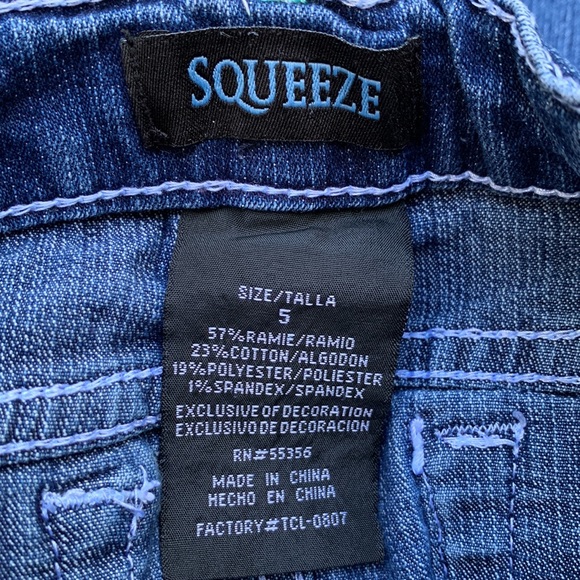 SQUEEZE
SIZE/TALLA
5
57%RAMIE/RAMIO
23%COTTON/ALGODON
19%POLYESTER/POLIESTER
1%SPANDEX/SPANDEX
EXCLUSIVE OF DECORATION
EXCLUSIVO DE DECORACION
RN#55356
MADE IN CHINA
HECHO EN CHINA
FACTORY#TCL-0807